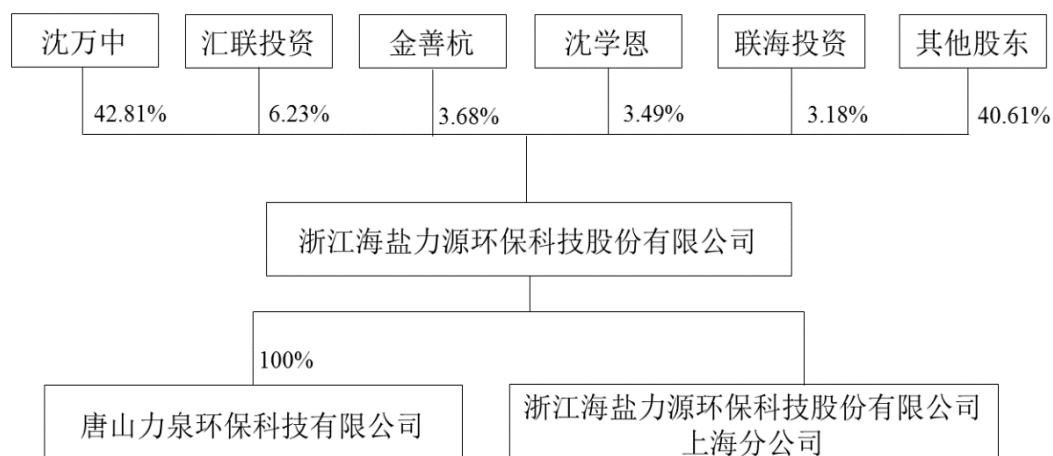 沈万中
汇联投资
金善杭
沈学恩
联海投资
其他股东
42.81%
6.23%
3.68%
3.49%
3.18%
40.61%
浙江海盐力源环保科技股份有限公司
100%
唐山力泉环保科技有限公司
浙江海盐力源环保科技股份有限公司
上海分公司